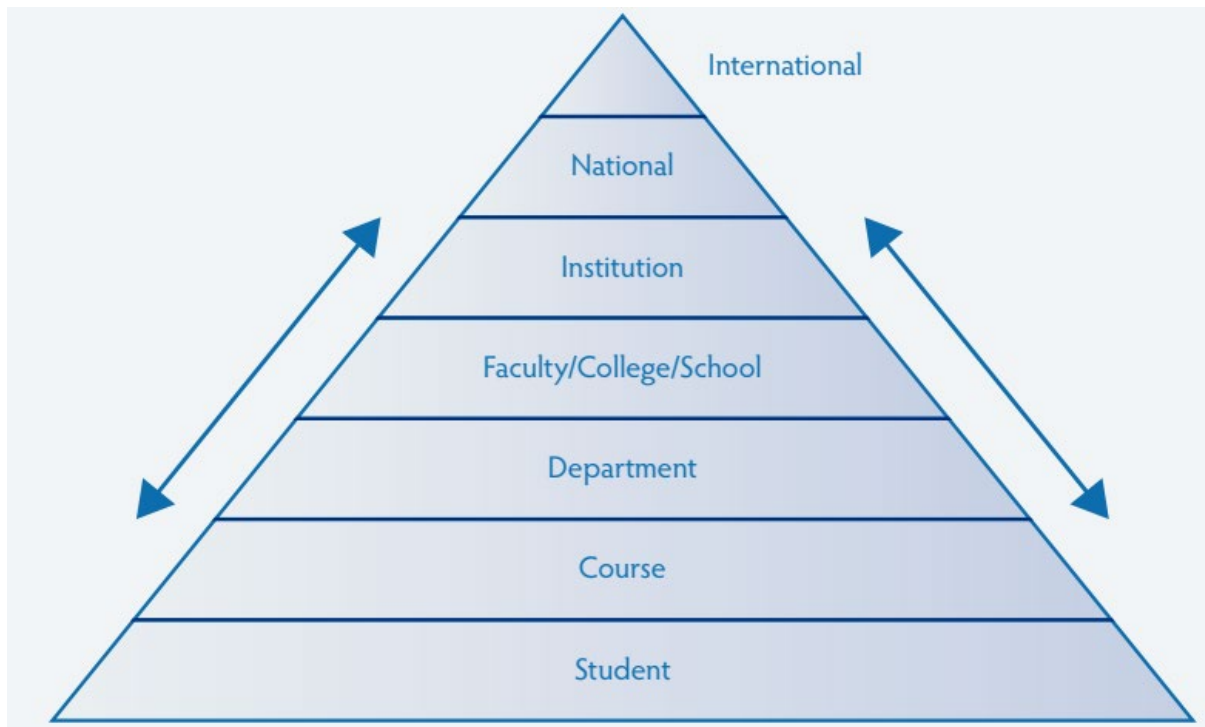 International
National
Institution
Faculty/College/School
Department
Course
Student